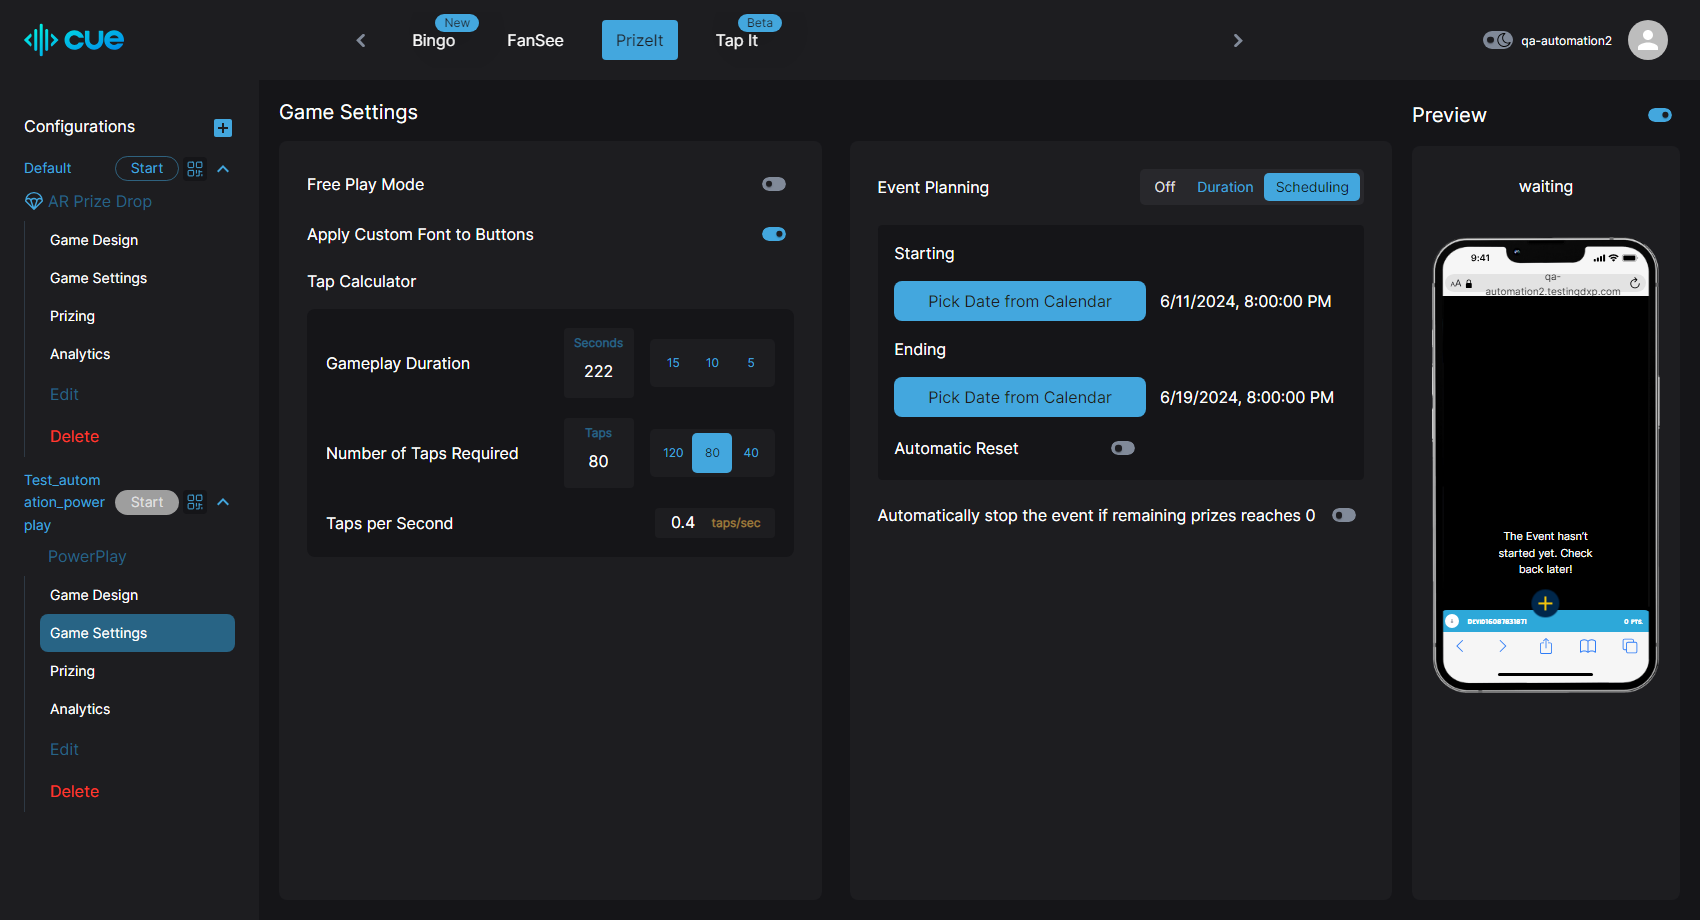 cue
New
Bingo
FanSee
PrizeIt
Beta
Tap It
qa-automation2
Configurations
Default
Start
AR Prize Drop
Game Design
Game Settings
Prizing
Analytics
Edit
Delete
Test_autom
ation_power
play
Start
PowerPlay
Game Design
Game Settings
Prizing
Analytics
Edit
Delete
Game Settings
Free Play Mode
Apply Custom Font to Buttons
Tap Calculator
Gameplay Duration
Seconds
222
15 10 5
Number of Taps Required
Taps
80
120 80 40
Taps per Second
0.4 taps/sec
Event Planning
Off Duration Scheduling
Starting
Pick Date from Calendar 6/11/2024, 8:00:00 PM
Ending
Pick Date from Calendar 6/19/2024, 8:00:00 PM
Automatic Reset
Automatically stop the event if remaining prizes reaches 0
Preview
waiting
9:41
AA
qa-
automation2.testingdxp.com
The Event hasn't
started yet. Check
back later!
0 PTS.